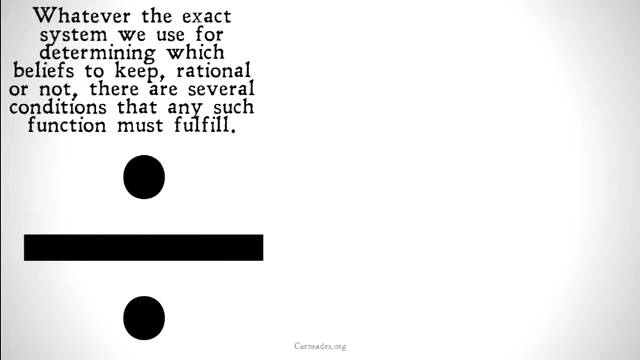 Whatever the exact
system we use for
determining which
beliefs to keep, rational
or not, there are several
conditions that any such
function must fulfill.
Carneades.org